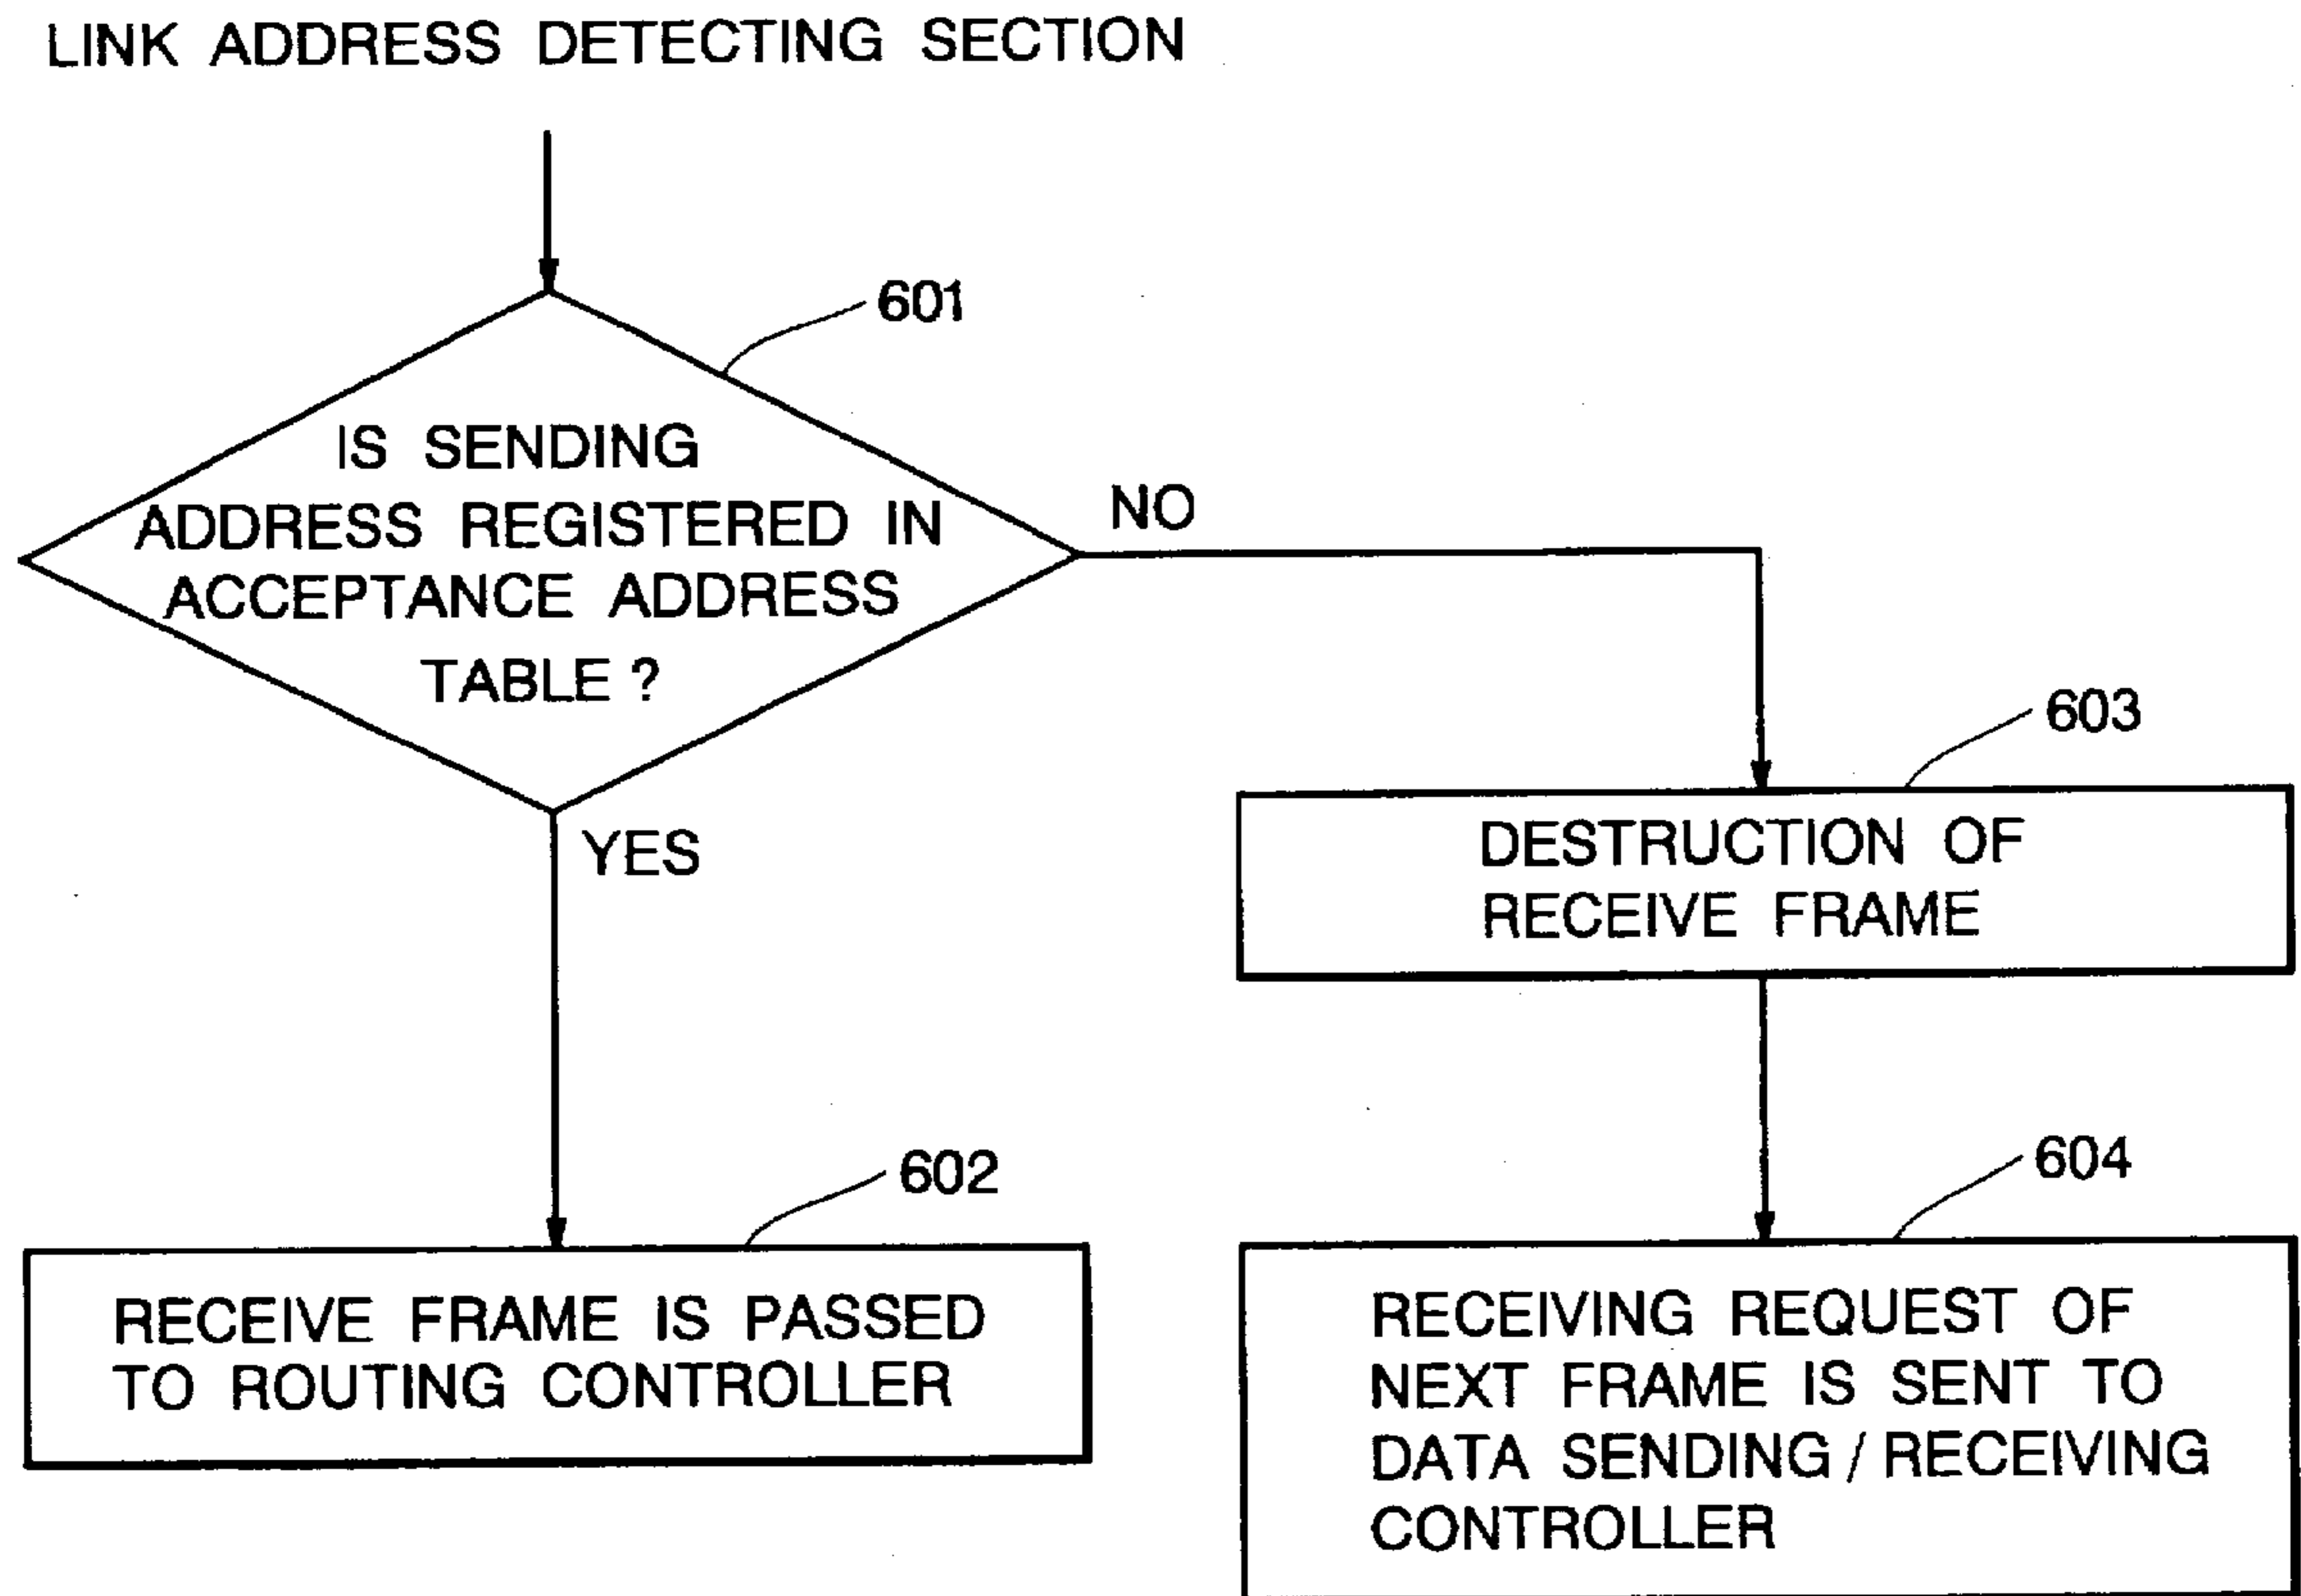 LINK ADDRESS DETECTING SECTION
601
IS SENDING
ADDRESS REGISTERED IN
ACCEPTANCE ADDRESS
TABLE ?
NO
YES
603
DESTRUCTION OF
RECEIVE FRAME
602
RECEIVE FRAME IS PASSED
TO ROUTING CONTROLLER
604
RECEIVING REQUEST OF
NEXT FRAME IS SENT TO
DATA SENDING / RECEIVING
CONTROLLER